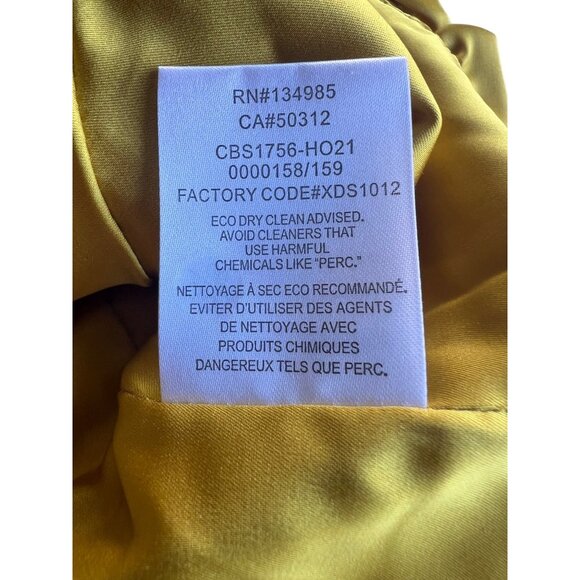 RN#134985
CA#50312
CBS1756-HO21
0000158/159
FACTORY CODE#XDS1012
ECO DRY CLEAN ADVISED.
AVOID CLEANERS THAT
USE HARMFUL
CHEMICALS LIKE "PERC."
NETTOYAGE À SEC ECO RECOMMANDÉ.
EVITER D'UTILISER DES AGENTS
DE NETTOYAGE AVEC
PRODUITS CHIMIQUES
DANGEREUX TELS QUE PERC.